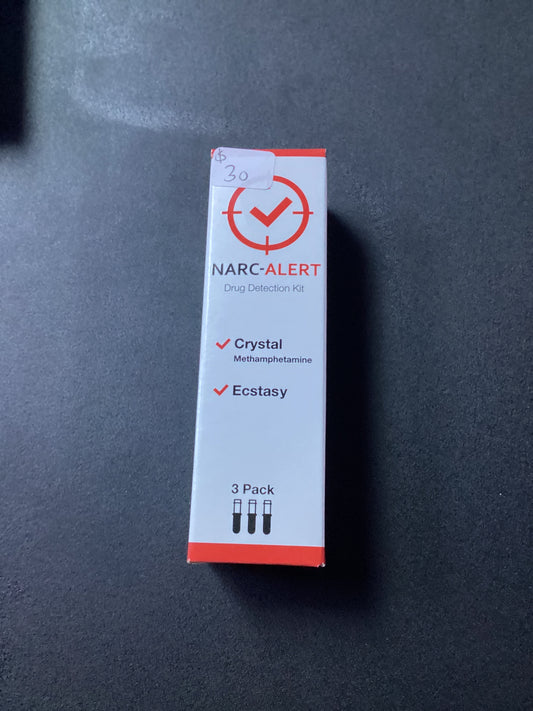 $
30
NARC-ALERT
Drug Detection Kit
Crystal
Methamphetamine
Ecstasy
3 Pack